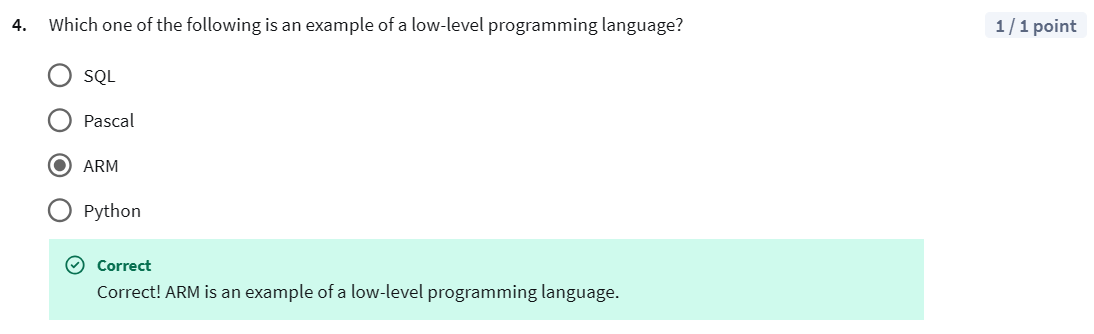 4. Which one of the following is an example of a low-level programming language? 1 / 1 point
SQL
Pascal
ARM
Python
Correct
Correct! ARM is an example of a low-level programming language.